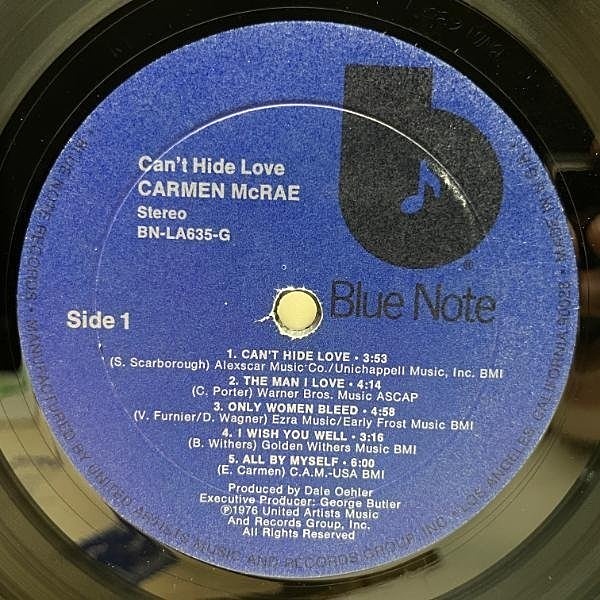 Can't Hide Love
CARMEN McRAE
Stereo
BN-LA635-G
®
Blue Note
Side 1
1. CAN'T HIDE LOVE • 3:53
(S. Scarborough) Alexscar Music Co./Unichappell Music, Inc. BMI
2. THE MAN I LOVE • 4:14
(C. Porter) Warner Bros. Music ASCAP
3. ONLY WOMEN BLEED • 4:58
(V. Furnier/D. Wagner) Ezra Music/Early Frost Music BMI
4. I WISH YOU WELL • 3:16
(B. Withers) Golden Withers Music BMI
5. ALL BY MYSELF • 6:00
(E. Carmen) C.A.M.-USA BMI
Produced by Dale Oehler
Executive Producer: George Butler
℗1976 United Artists Music
And Records Group, Inc.
All Rights Reserved
BLUE NOTE RECORDS • MANUFACTURED BY UNITED ARTISTS MUSIC AND RECORDS GROUP, INC. LOS ANGELES, CALIFORNIA 90028 • MADE IN U.S.A.